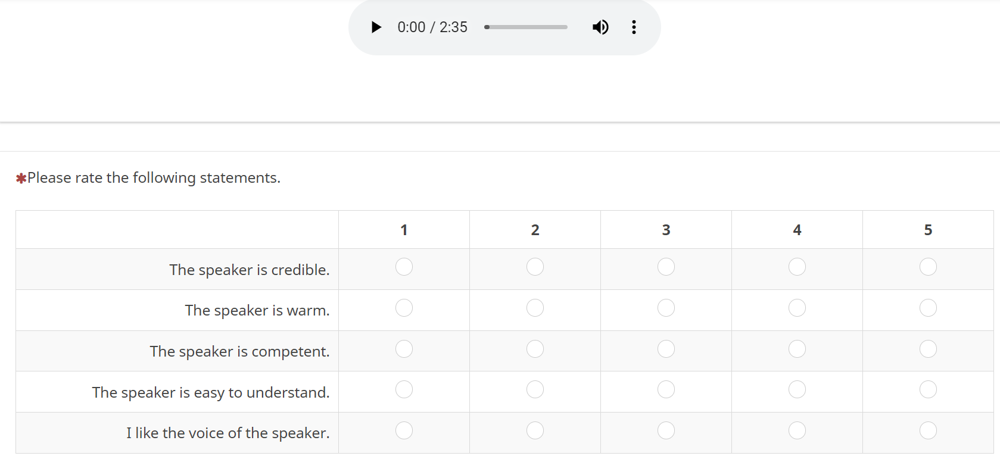 0:00 / 2:35
*Please rate the following statements.
1 2 3 4 5
The speaker is credible.
The speaker is warm.
The speaker is competent.
The speaker is easy to understand.
I like the voice of the speaker.